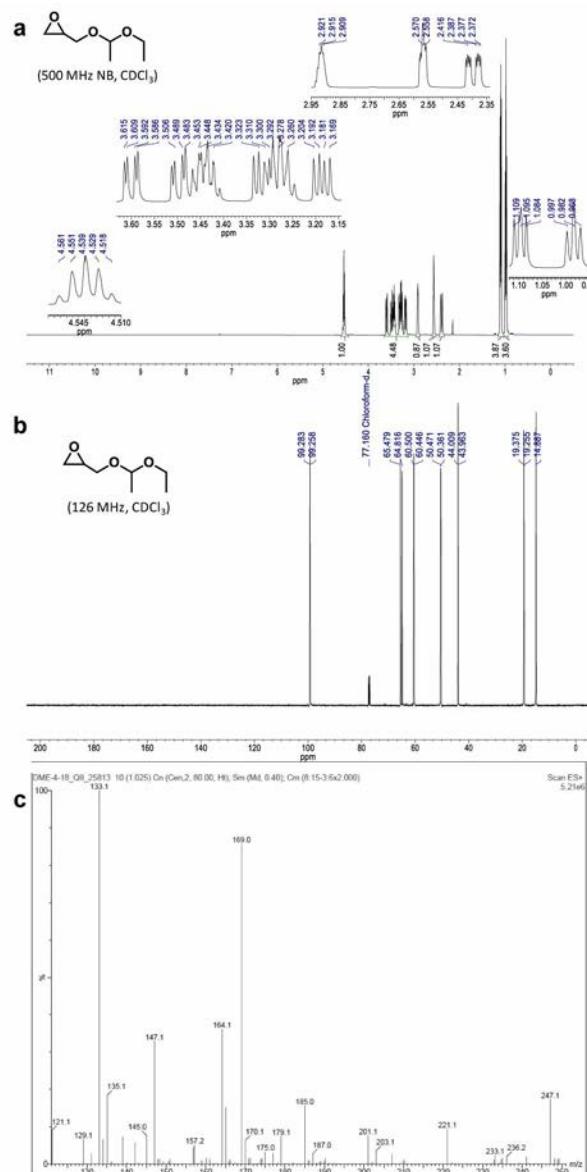 a
O
O
O
(500 MHz NB, CDCl3)
2.921
2.915
2.909
2.570
2.558
2.416
2.387
2.377
2.372
2.95 2.85 2.75 2.65 2.55 2.45 2.35
ppm
3.615
3.609
3.592
3.586
3.506
3.489
3.483
3.453
3.448
3.434
3.420
3.323
3.310
3.300
3.292
3.278
3.260
3.204
3.192
3.181
3.169
3.60 3.55 3.50 3.45 3.40 3.35 3.30 3.25 3.20 3.15
ppm
4.561
4.551
4.539
4.529
4.518
4.545 4.510
ppm
1.109
1.095
1.084
0.997
0.982
0.968
1.10 1.05 1.00
ppm
1.00 4.48 0.87 1.07 1.07 3.87 3.60
11 10 9 8 7 6 5 4 3 2 1 0
ppm
b
O
O
O
(126 MHz, CDCl3)
99.283
99.258
77.160 Chloroform-d
65.479
64.816
60.500
60.446
50.471
50.361
44.009
43.963
19.375
19.255
14.887
200 180 160 140 120 100 80 60 40 20 0
ppm
c
DME-4-18_QIII_25813 10 (1.025) Cn (Cen,2, 80.00, Ht); Sm (Md, 0.40); Cm (8:15-3:6x2.000)
Scan ES+
5.21e6
100
%
0
121.1
129.1
133.1
135.1
145.0
147.1
157.2
164.1
169.0
170.1
175.0
179.1
185.0
187.0
201.1
203.1
221.1
233.1
236.2
247.1